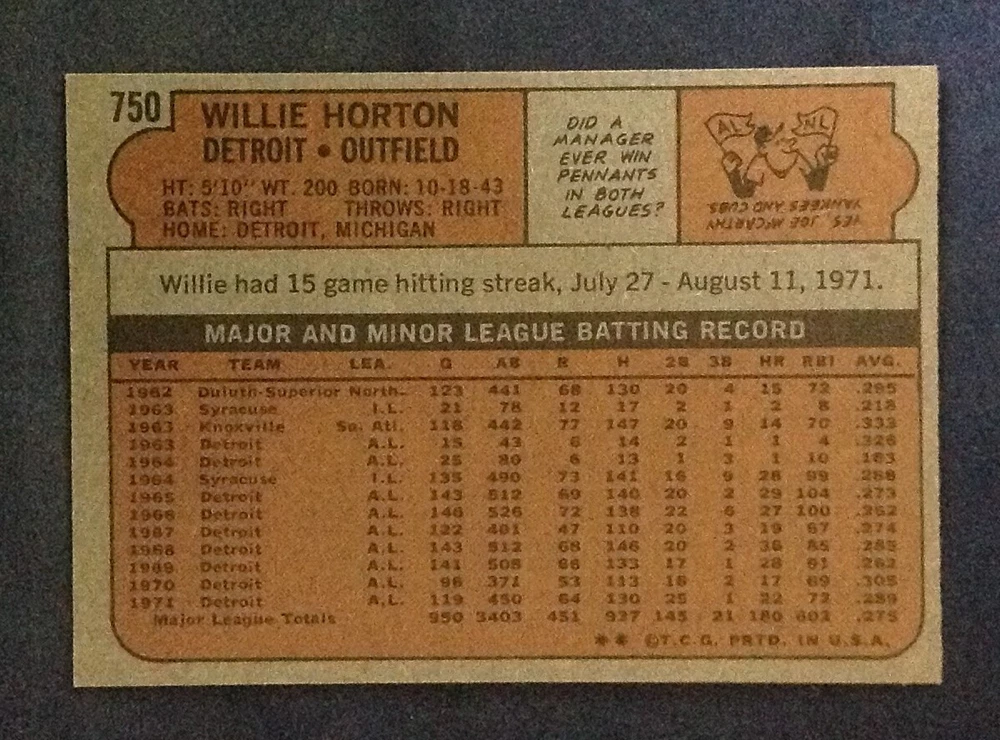 750
WILLIE HORTON
DETROIT • OUTFIELD
HT: 5'10" WT. 200 BORN: 10-18-43
BATS: RIGHT THROWS: RIGHT
HOME: DETROIT, MICHIGAN
DID A
MANAGER
EVER WIN
PENNANTS
IN BOTH
LEAGUES?
AL NL
YES. JOE McCARTHY
YANKEES AND CUBS
Willie had 15 game hitting streak, July 27 - August 11, 1971.
MAJOR AND MINOR LEAGUE BATTING RECORD
YEAR TEAM LEA. G AB R H 2B 3B HR RBI AVG.
1962 Duluth-Superior North. 123 441 68 130 20 4 15 72 .295
1963 Syracuse I.L. 21 78 12 17 2 1 2 8 .218
1963 Knoxville So. Atl. 118 442 77 147 20 9 14 70 .333
1963 Detroit A.L. 15 43 6 14 2 1 1 4 .326
1964 Detroit A.L. 25 80 6 13 1 3 1 10 .163
1964 Syracuse I.L. 135 490 73 141 16 9 28 99 .288
1965 Detroit A.L. 143 512 69 140 20 2 29 104 .273
1966 Detroit A.L. 146 526 72 138 22 6 27 100 .262
1967 Detroit A.L. 122 401 47 110 20 3 19 67 .274
1968 Detroit A.L. 143 512 68 146 20 2 36 85 .285
1969 Detroit A.L. 141 508 66 133 17 1 28 91 .262
1970 Detroit A.L. 96 371 53 113 18 2 17 69 .305
1971 Detroit A.L. 119 450 64 130 25 1 22 72 .289
Major League Totals 950 3403 451 937 145 21 180 602 .275
** ©T.C.G. PRTD. IN U.S.A.